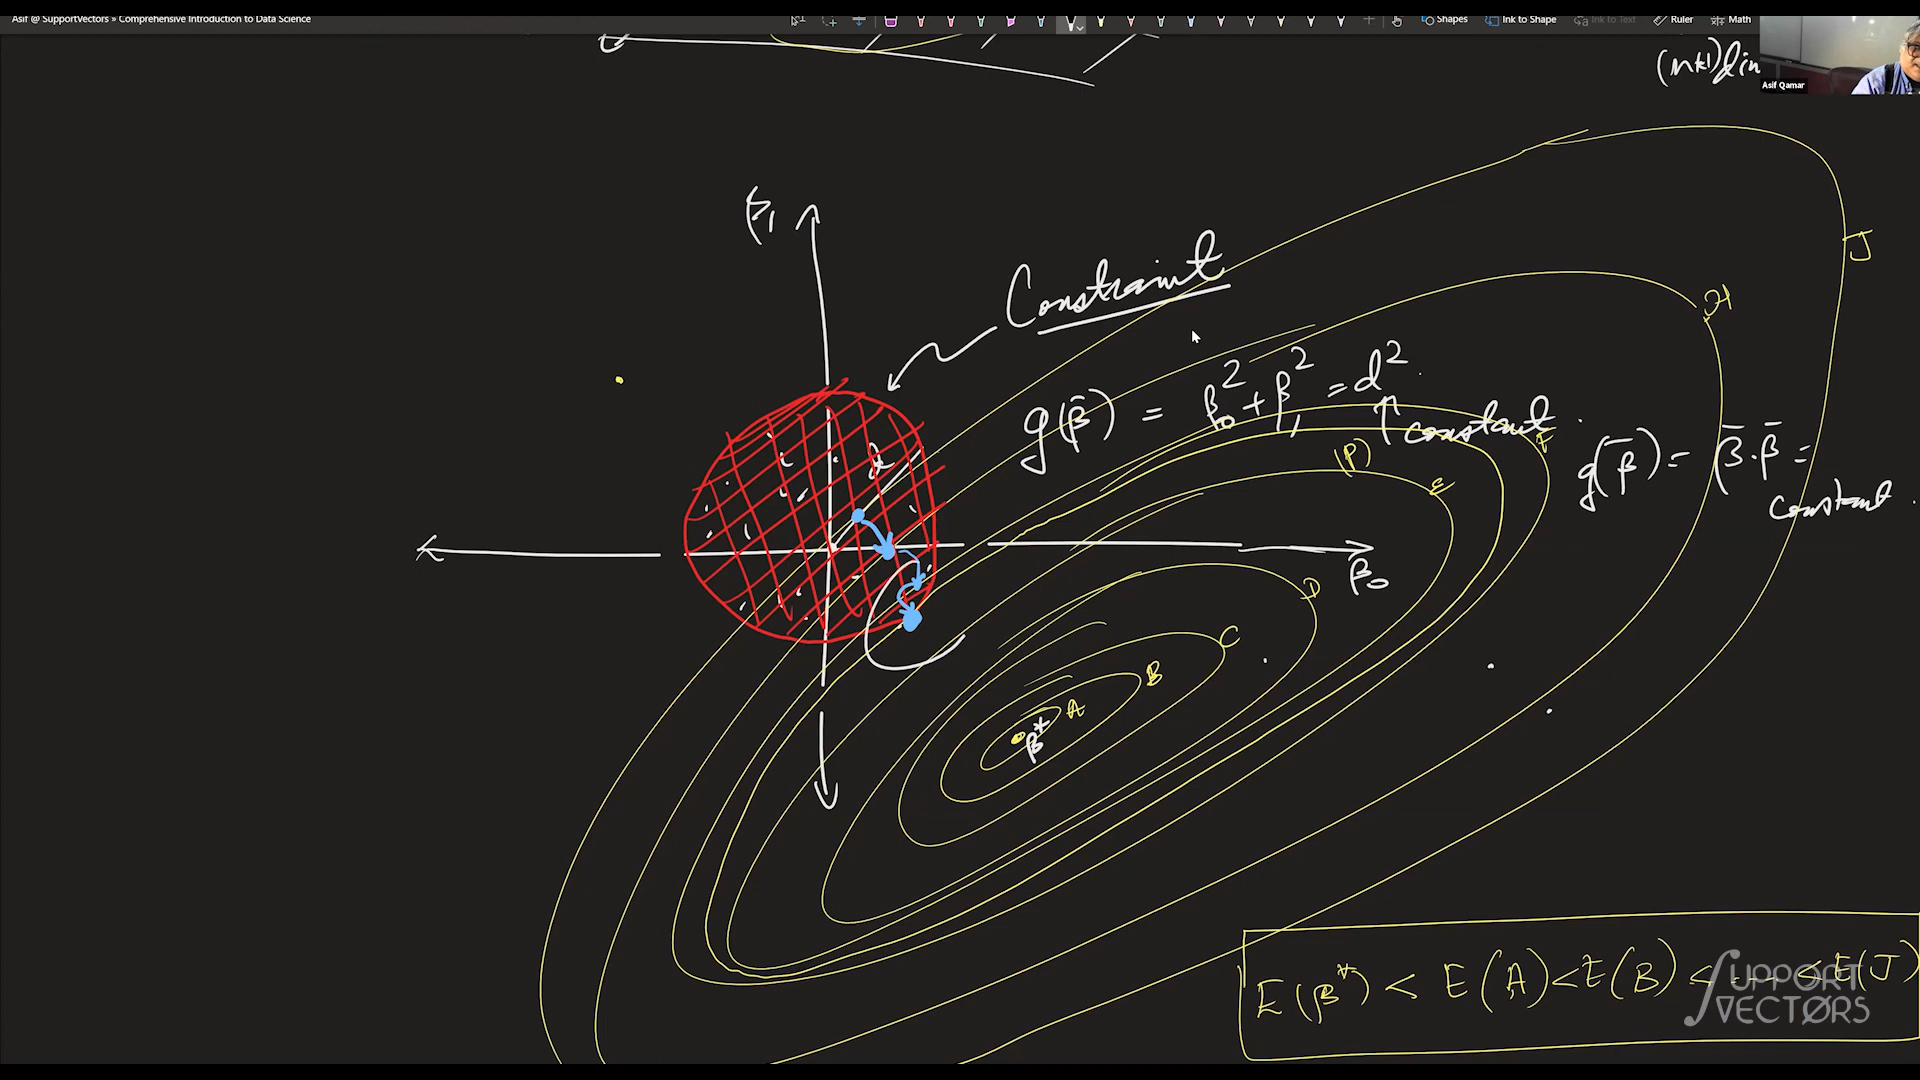 Asif @ SupportVectors » Comprehensive Introduction to Data Science
Shapes
Ink to Shape
Ink to Text
Ruler
Math
(n+1) dim
Asif Qamar
β₁
Constraint
J
H
g(β̄) = β₀² + β₁² = d²
constant
F
(P)
E
g(β̄) = β̄·β̄ =
constant
d
β₀
D
C
B
A
β*
E(β*) < E(A) < E(B) < ... < E(J)
SUPPORT
VECTORS